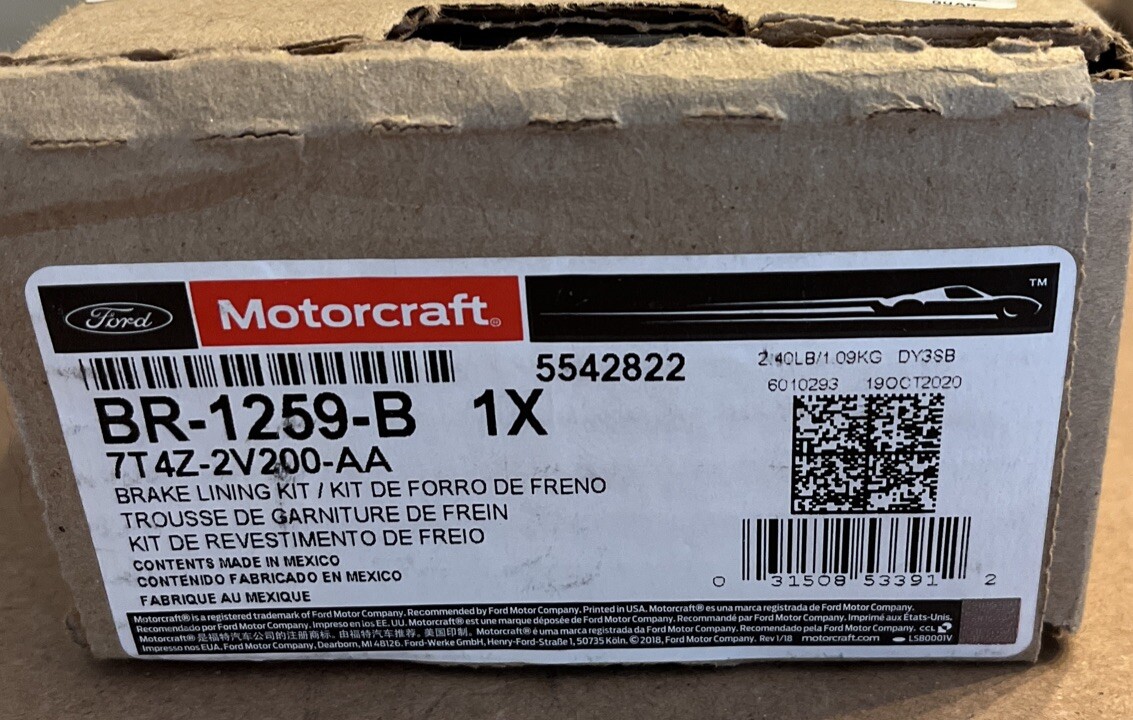 Ford Motorcraft® ™
5542822
2.40LB/1.09KG DY3SB
6010293 19OCT2020
BR-1259-B 1X
7T4Z-2V200-AA
BRAKE LINING KIT / KIT DE FORRO DE FRENO
TROUSSE DE GARNITURE DE FREIN
KIT DE REVESTIMENTO DE FREIO
CONTENTS MADE IN MEXICO
CONTENIDO FABRICADO EN MEXICO
FABRIQUE AU MEXIQUE
0 31508 53391 2
Motorcraft® is a registered trademark of Ford Motor Company. Recommended by Ford Motor Company. Printed in USA. Motorcraft® es una marca registrada de Ford Motor Company.
Recomendado por Ford Motor Company. Impreso en los EE. UU. Motorcraft® est une marque déposée de Ford Motor Company. Recommandé par Ford Motor Company. Imprimé aux États-Unis.
Motorcraft® 是福特汽车公司的注册商标。由福特汽车推荐。美国印制。Motorcraft® é uma marca registrada da Ford Motor Company. Recomendado pela Ford Motor Company. CCL
Impresso nos EUA. Ford Motor Company, Dearborn, MI 48126. Ford-Werke GmbH, Henry-Ford-Straße 1, 50735 Köln. © 2018, Ford Motor Company. Rev 1/18 motorcraft.com LSB0001V